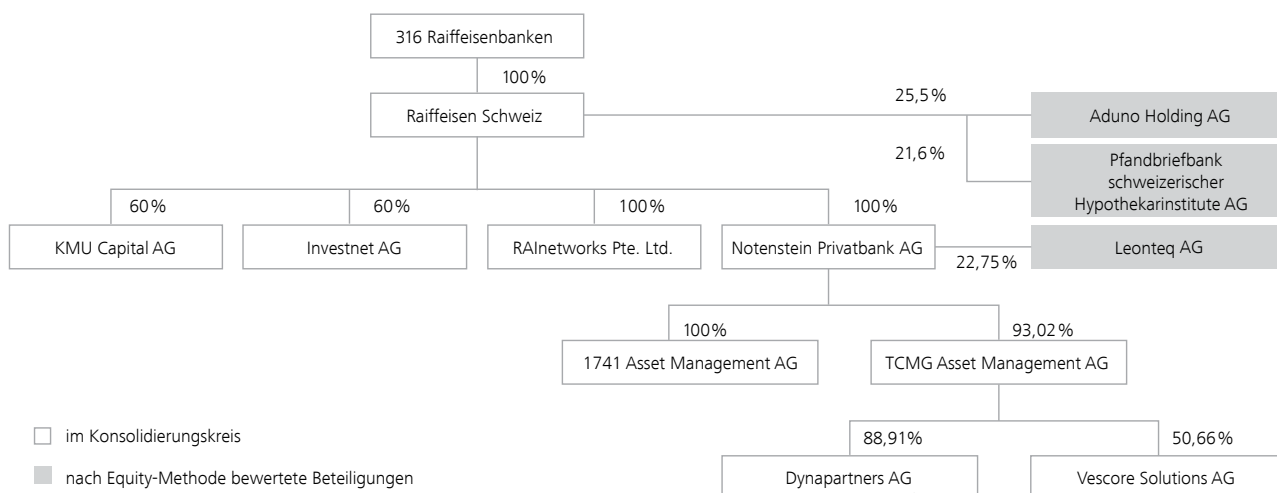 316 Raiffeisenbanken
100%
Raiffeisen Schweiz
25,5%
Aduno Holding AG
21,6%
Pfandbriefbank
schweizerischer
Hypothekarinstitute AG
60%
60%
100%
100%
KMU Capital AG
Investnet AG
RAInetworks Pte. Ltd.
Notenstein Privatbank AG
22,75%
Leonteq AG
100%
93,02%
1741 Asset Management AG
TCMG Asset Management AG
im Konsolidierungskreis
88,91%
50,66%
nach Equity-Methode bewertete Beteiligungen
Dynapartners AG
Vescore Solutions AG